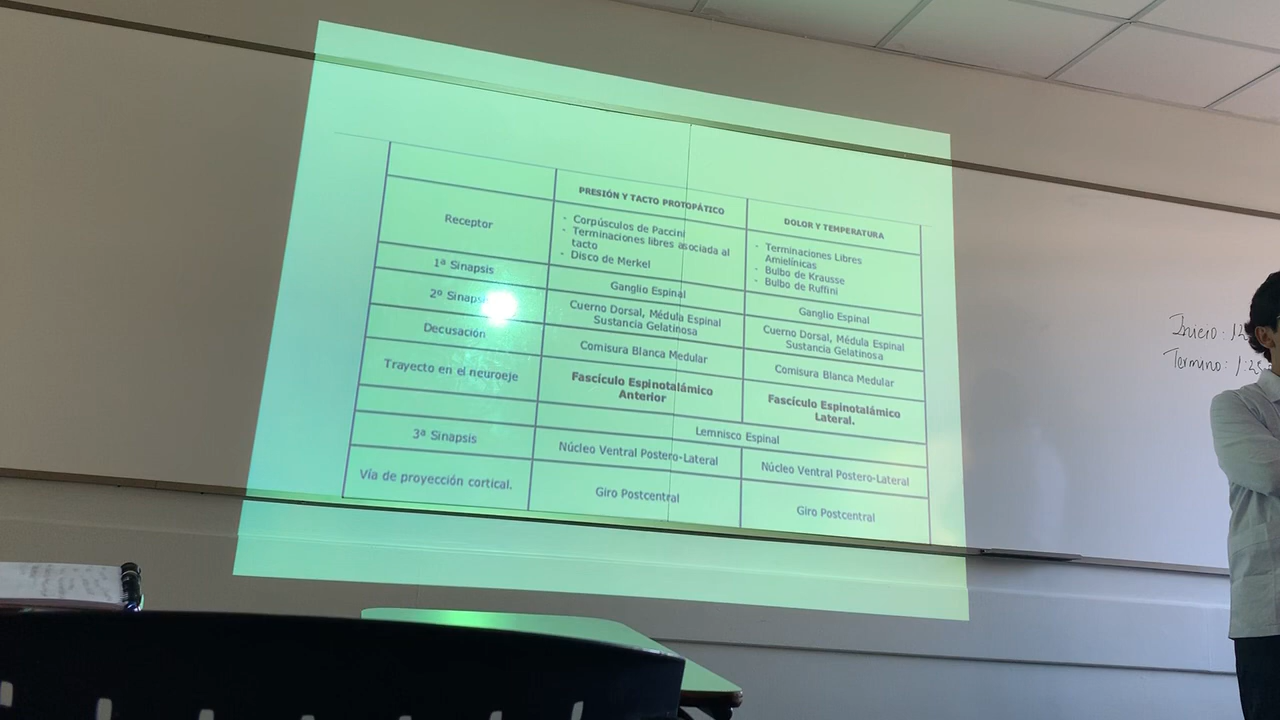 PRESIÓN Y TACTO PROTOPÁTICO
DOLOR Y TEMPERATURA
Receptor
- Corpúsculos de Paccini
- Terminaciones libres asociada al
tacto
- Disco de Merkel
- Terminaciones Libres
Amielínicas
- Bulbo de Krausse
- Bulbo de Ruffini
1ª Sinapsis
Ganglio Espinal
Ganglio Espinal
2º Sinaps
Cuerno Dorsal, Médula Espinal
Sustancia Gelatinosa
Cuerno Dorsal, Médula Espinal
Sustancia Gelatinosa
Decusación
Comisura Blanca Medular
Comisura Blanca Medular
Trayecto en el neuroeje
Fascículo Espinotalámico
Anterior
Fascículo Espinotalámico
Lateral.
Lemnisco Espinal
3ª Sinapsis
Núcleo Ventral Postero-Lateral
Núcleo Ventral Postero-Lateral
Vía de proyección cortical.
Giro Postcentral
Giro Postcentral
Termino: 1:25